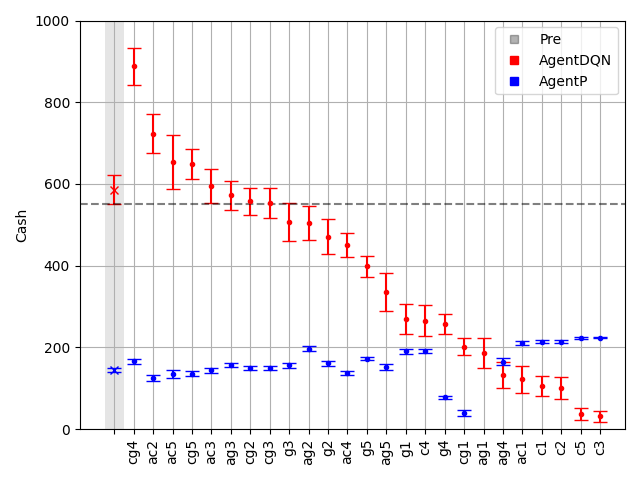 1000
800
600
400
200
0
Cash
Pre
AgentDQN
AgentP
cg4
ac2
ac5
cg5
ac3
ag3
cg2
cg3
g3
ag2
g2
ac4
g5
ag5
g1
c4
g4
cg1
ag1
ag4
ac1
c1
c2
c5
c3